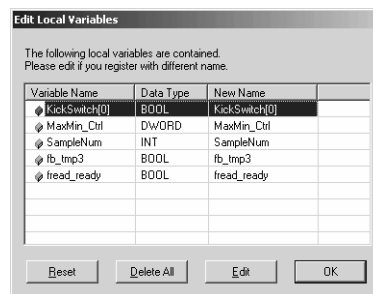 Edit Local Variables
The following local variables are contained.
Please edit if you register with different name.
Variable Name Data Type New Name
KickSwitch[0] BOOL KickSwitch[0]
MaxMin_Ctrl DWORD MaxMin_Ctrl
SampleNum INT SampleNum
fb_tmp3 BOOL fb_tmp3
fread_ready BOOL fread_ready
Reset Delete All Edit OK